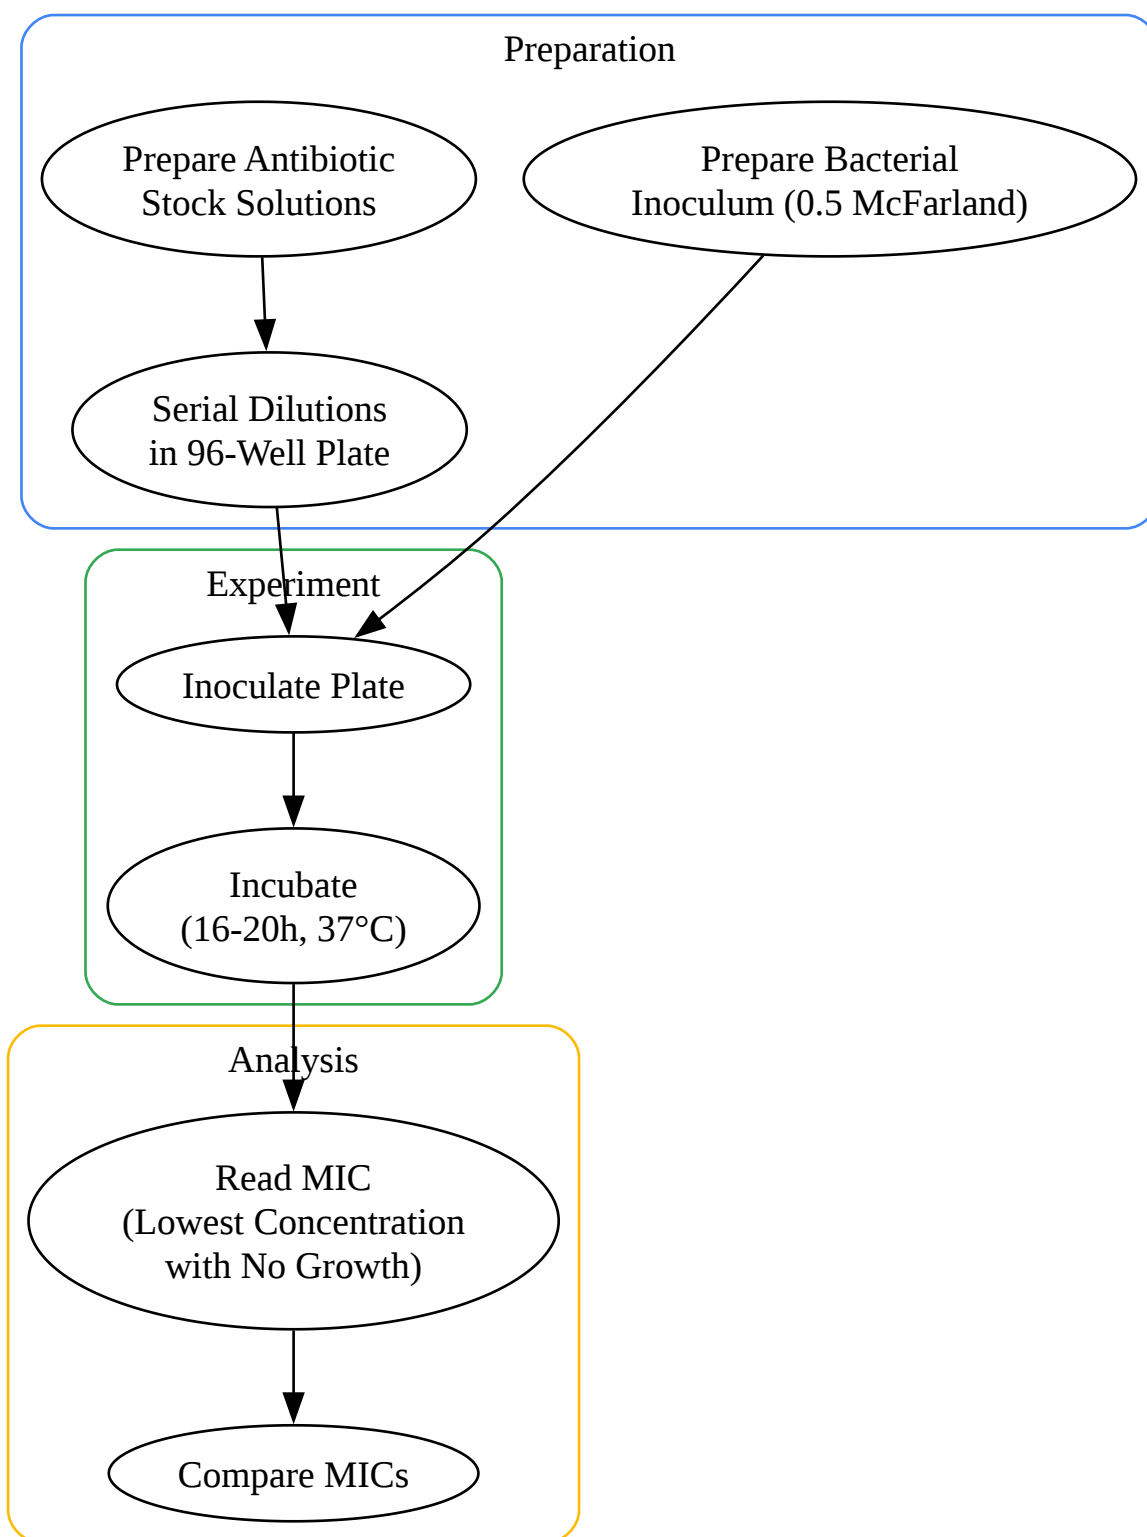 Preparation
Prepare Antibiotic
Stock Solutions
Prepare Bacterial
Inoculum (0.5 McFarland)
Serial Dilutions
in 96-Well Plate
Experiment
Inoculate Plate
Incubate
(16-20h, 37°C)
Analysis
Read MIC
(Lowest Concentration
with No Growth)
Compare MICs